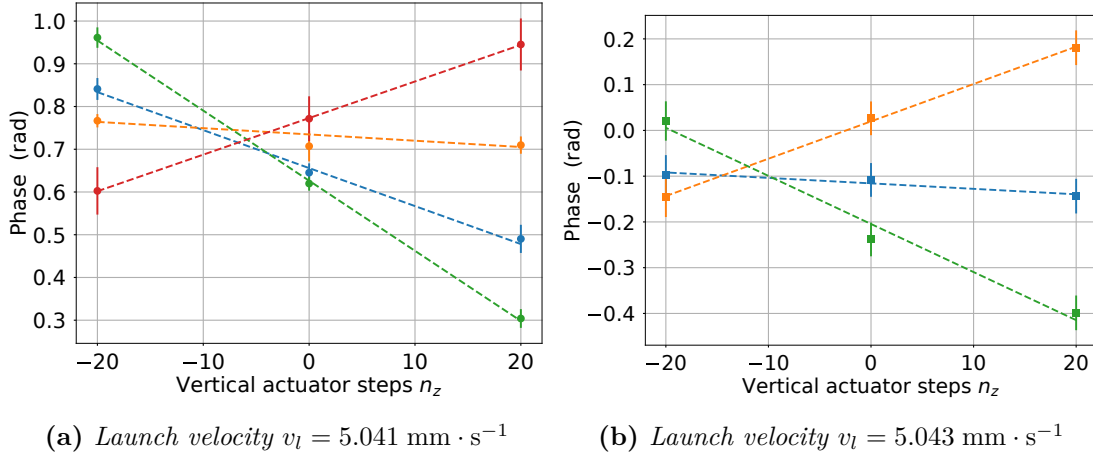 1.0
0.9
0.8
0.7
0.6
0.5
0.4
0.3
Phase (rad)
−20 −10 0 10 20
Vertical actuator steps n_z
(a) Launch velocity v_l = 5.041 mm · s⁻¹
0.2
0.1
0.0
−0.1
−0.2
−0.3
−0.4
Phase (rad)
−20 −10 0 10 20
Vertical actuator steps n_z
(b) Launch velocity v_l = 5.043 mm · s⁻¹